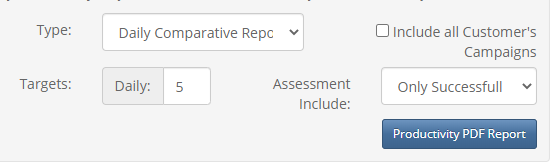 Type: Daily Comparative Repo Include all Customer's
Campaigns
Targets: Daily: 5 Assessment Only Successfull
Include:
Productivity PDF Report